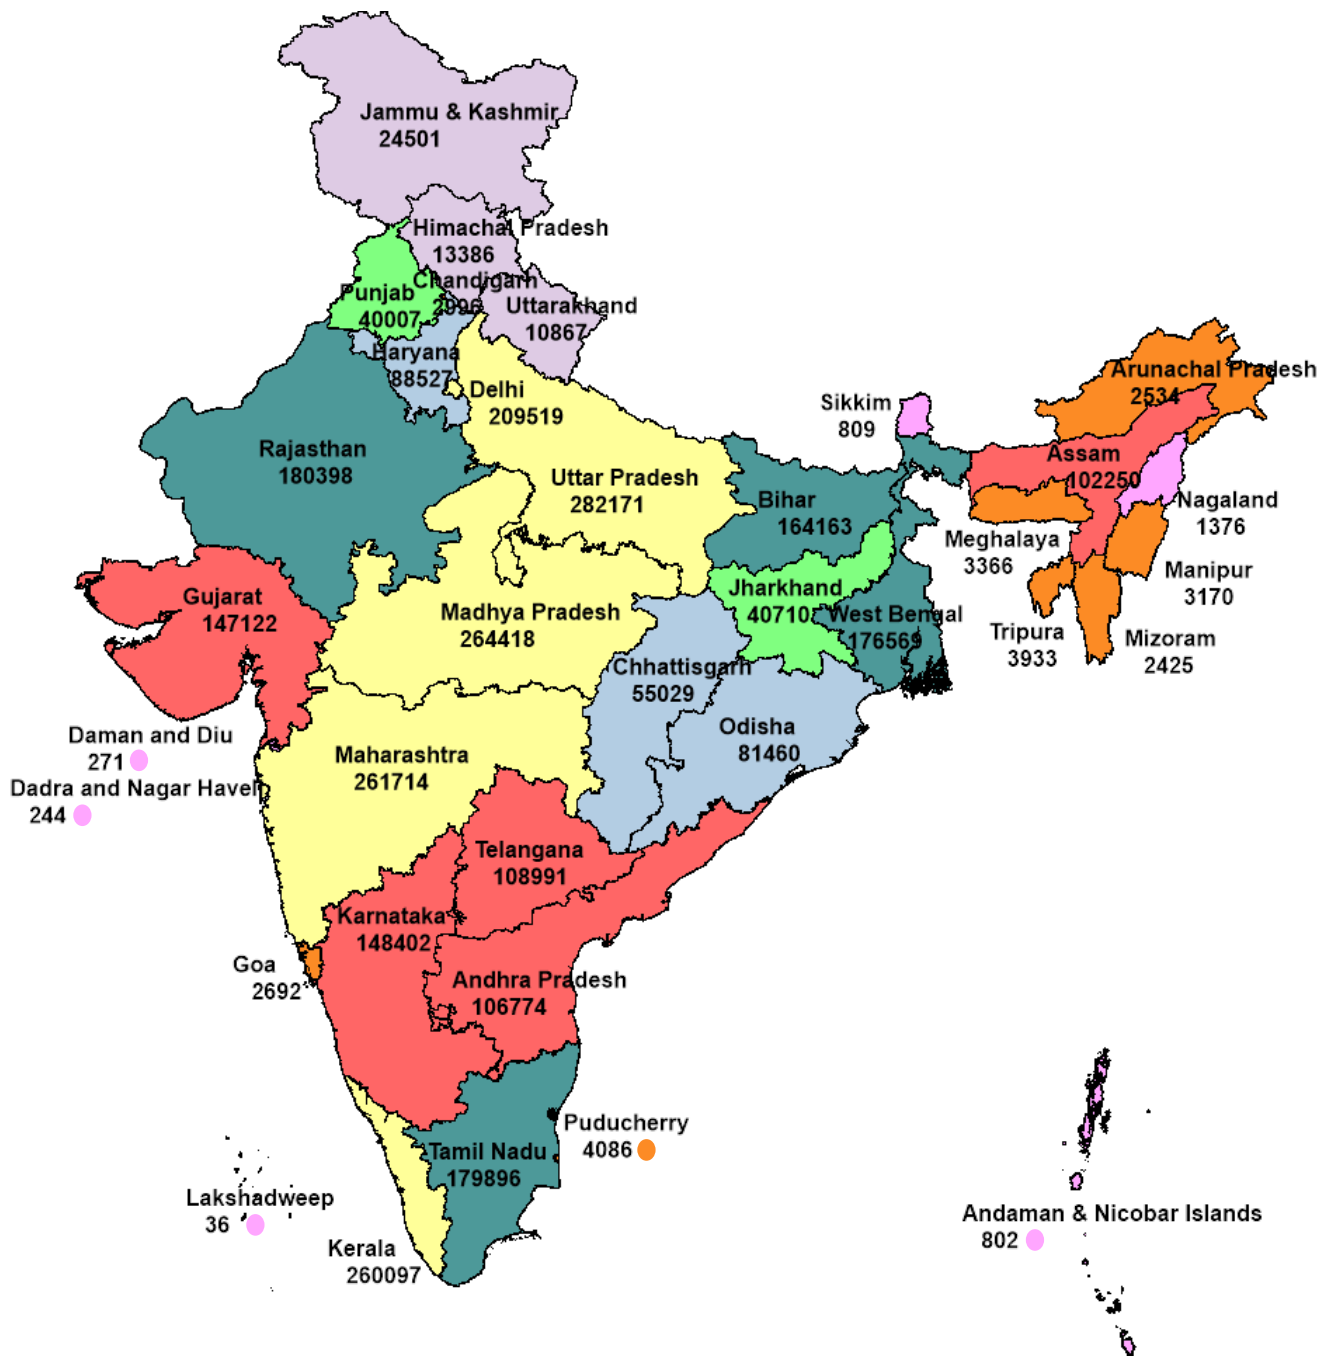 Jammu & Kashmir
24501
Himachal Pradesh
13386
Chandigarh
2996
Punjab
40007
Uttarakhand
10867
Haryana
88527
Delhi
209519
Arunachal Pradesh
2534
Sikkim
809
Rajasthan
180398
Assam
102250
Uttar Pradesh
282171
Bihar
164163
Nagaland
1376
Meghalaya
3366
Manipur
3170
Gujarat
147122
Jharkhand
40710
Madhya Pradesh
264418
West Bengal
176569
Tripura
3933
Mizoram
2425
Chhattisgarh
55029
Odisha
81460
Daman and Diu
271
Maharashtra
261714
Dadra and Nagar Haveli
244
Telangana
108991
Karnataka
148402
Goa
2692
Andhra Pradesh
106774
Puducherry
4086
Tamil Nadu
179896
Lakshadweep
36
Andaman & Nicobar Islands
802
Kerala
260097